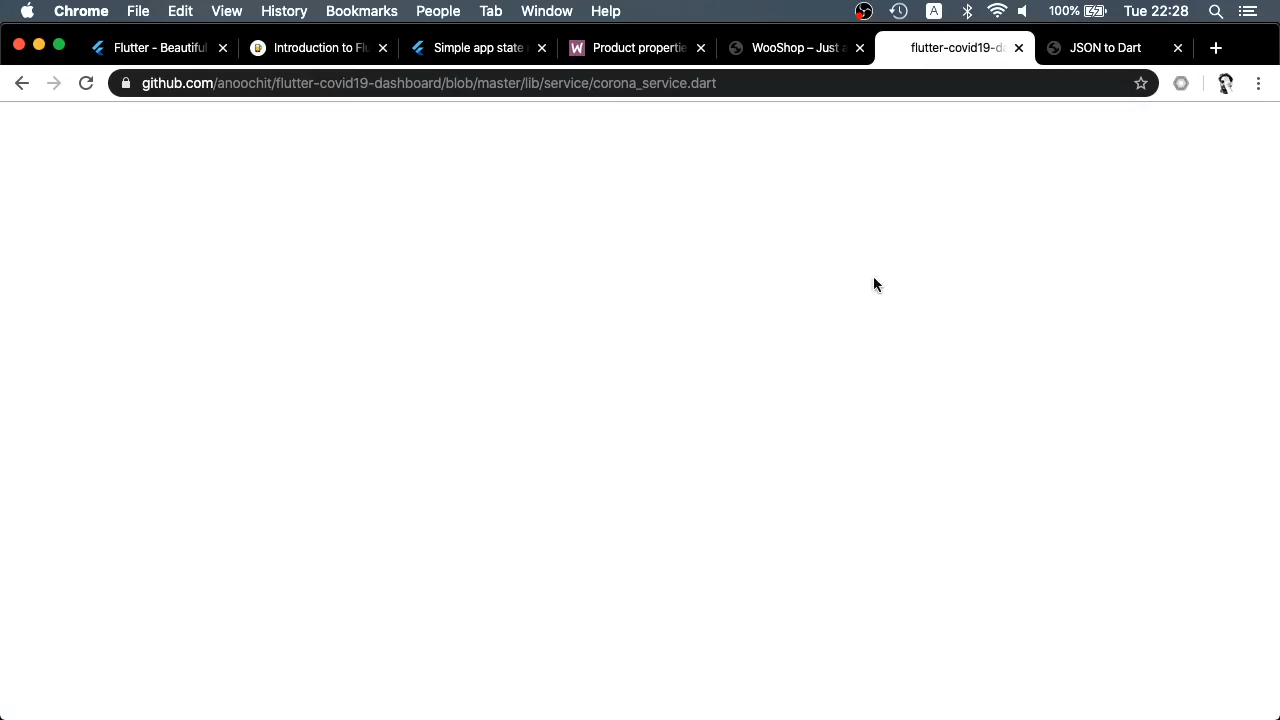 Chrome File Edit View History Bookmarks People Tab Window Help A 100% Tue 22:28
Flutter - Beautiful Introduction to Flu Simple app state Product propertie WooShop – Just a flutter-covid19-da JSON to Dart
github.com/anoochit/flutter-covid19-dashboard/blob/master/lib/service/corona_service.dart